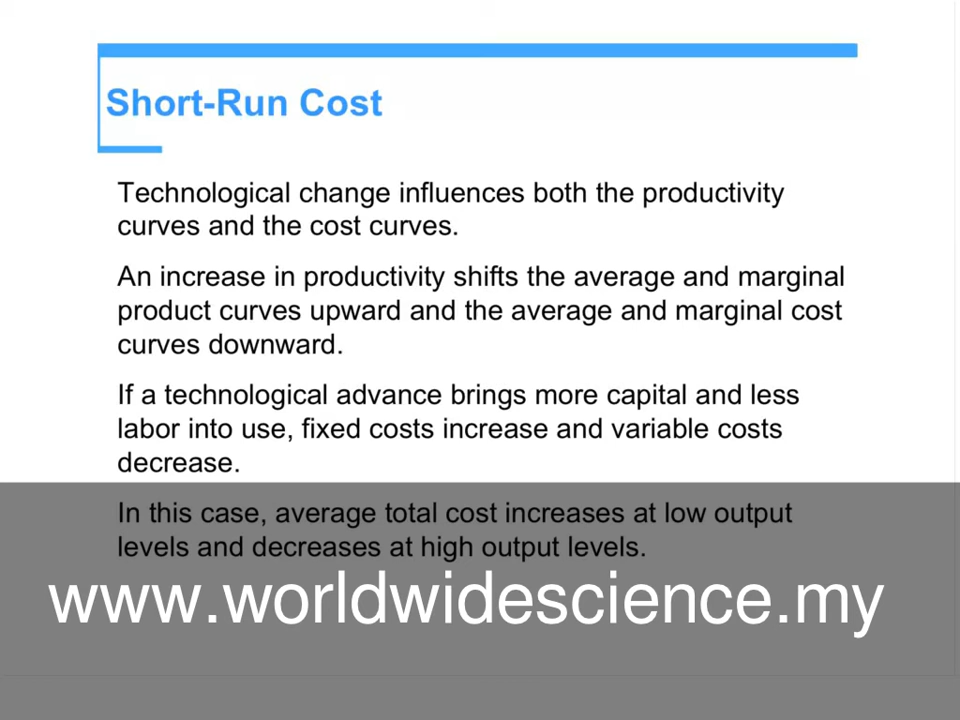 Short-Run Cost
Technological change influences both the productivity
curves and the cost curves.
An increase in productivity shifts the average and marginal
product curves upward and the average and marginal cost
curves downward.
If a technological advance brings more capital and less
labor into use, fixed costs increase and variable costs
decrease.
In this case, average total cost increases at low output
levels and decreases at high output levels.
www.worldwidescience.my